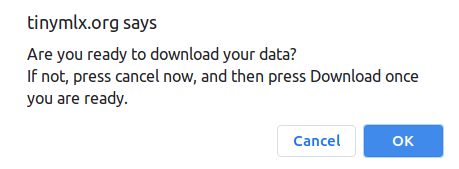 tinymlx.org says
Are you ready to download your data?
If not, press cancel now, and then press Download once
you are ready.
Cancel OK